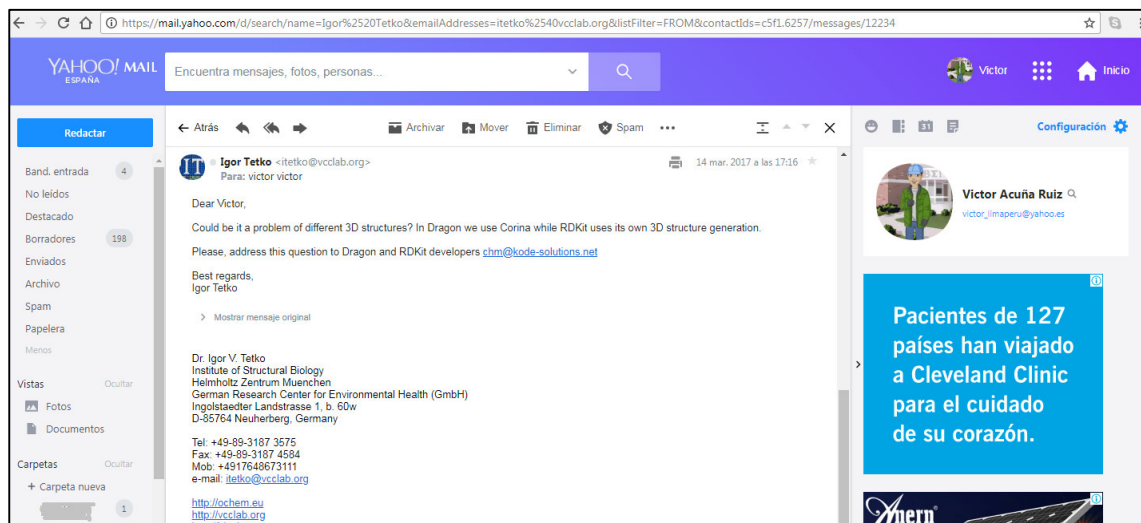 https://mail.yahoo.com/d/search/name=Igor%2520Tetko&emailAddresses=itetko%2540vcclab.org&listFilter=FROM&contactIds=c5f1.6257/messages/12234
YAHOO! MAIL
ESPAÑA
Encuentra mensajes, fotos, personas...
Victor
Inicio
Redactar
Atrás
Archivar
Mover
Eliminar
Spam
Configuración
Band. entrada 4
No leídos
Destacado
Borradores 198
Enviados
Archivo
Spam
Papelera
Menos
Vistas Ocultar
Fotos
Documentos
Carpetas Ocultar
+ Carpeta nueva
1
IT
Igor Tetko <itetko@vcclab.org>
14 mar. 2017 a las 17:16
Para: victor victor
Dear Victor,
Could be it a problem of different 3D structures? In Dragon we use Corina while RDKit uses its own 3D structure generation.
Please, address this question to Dragon and RDKit developers chm@kode-solutions.net
Best regards,
Igor Tetko
Mostrar mensaje original
Dr. Igor V. Tetko
Institute of Structural Biology
Helmholtz Zentrum Muenchen
German Research Center for Environmental Health (GmbH)
Ingolstaedter Landstrasse 1, b. 60w
D-85764 Neuherberg, Germany
Tel: +49-89-3187 3575
Fax: +49-89-3187 4584
Mob: +4917648673111
e-mail: itetko@vcclab.org
http://ochem.eu
http://vcclab.org
31
Victor Acuña Ruiz
victor_limaperu@yahoo.es
Pacientes de 127
países han viajado
a Cleveland Clinic
para el cuidado
de su corazón.
Anern